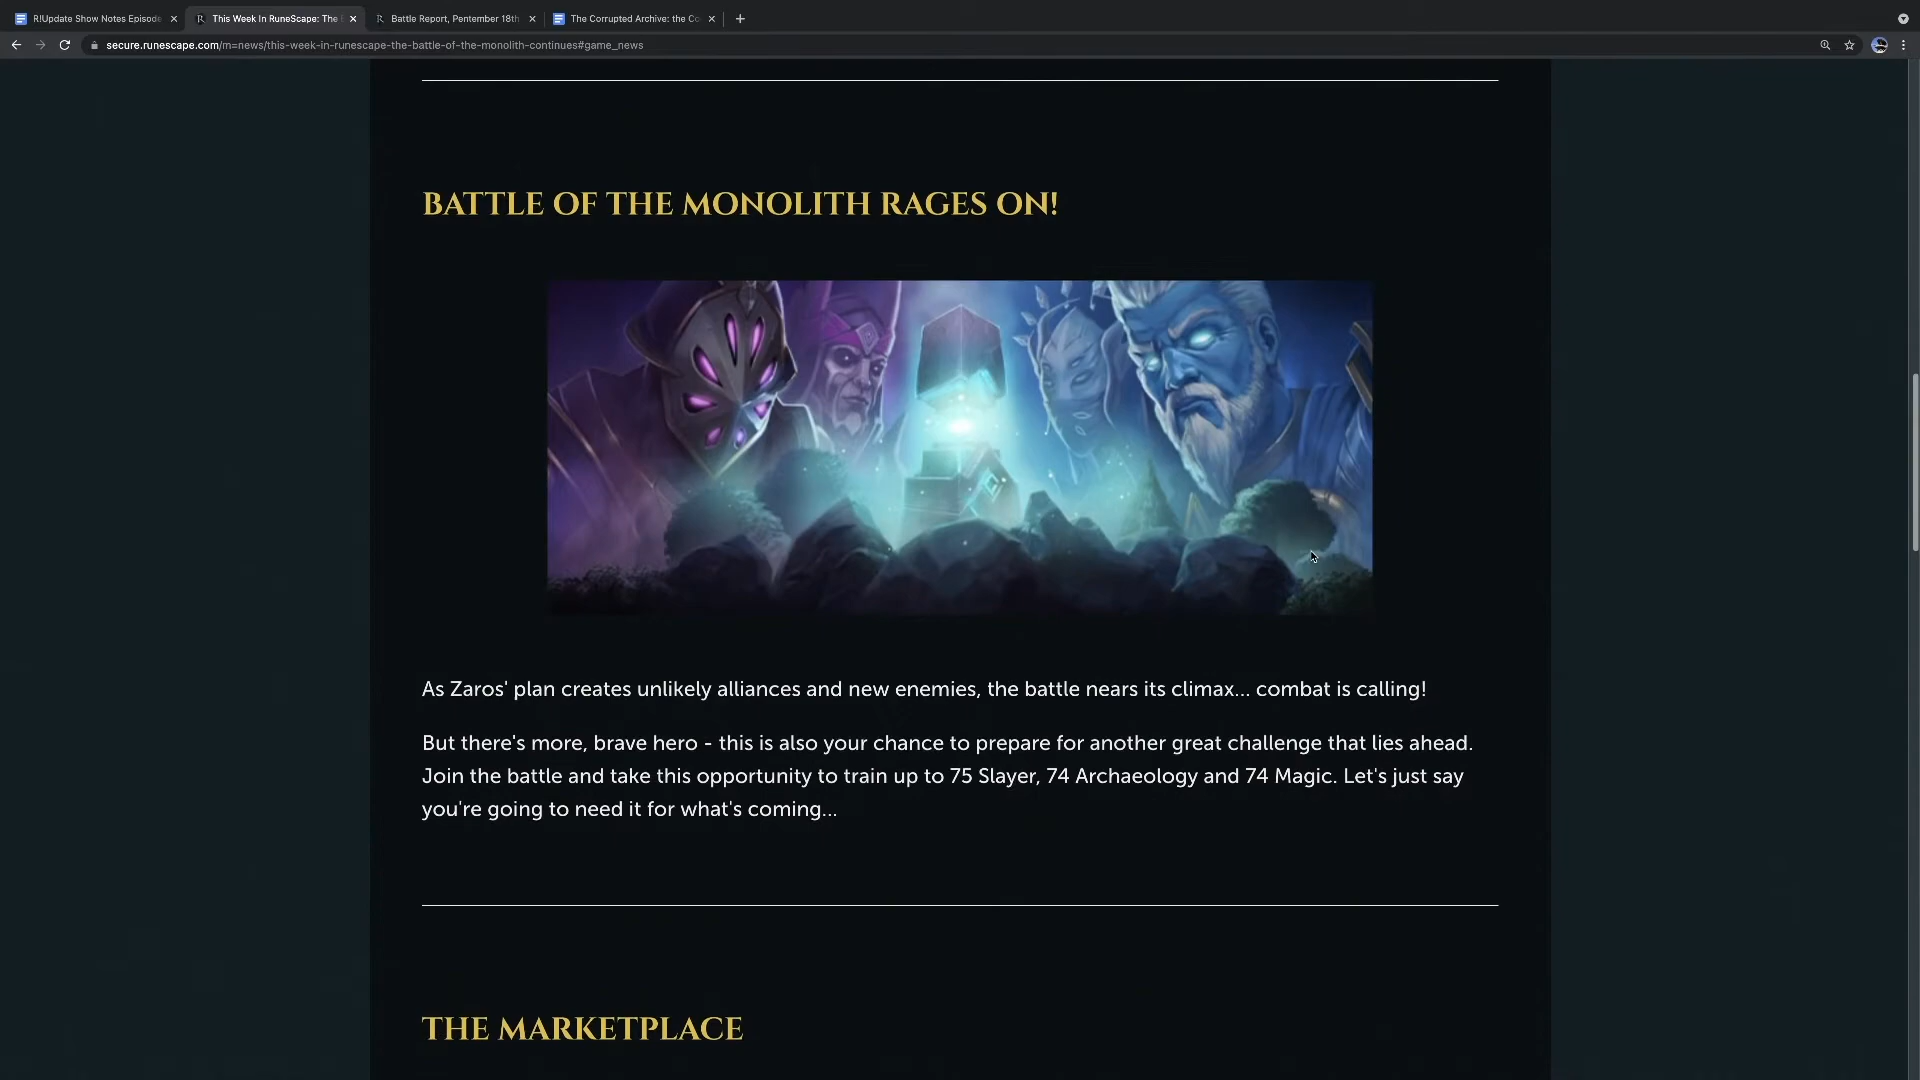 R!Update Show Notes Episode
This Week In RuneScape: The B
Battle Report, Pentember 18th
The Corrupted Archive: the Co
secure.runescape.com/m=news/this-week-in-runescape-the-battle-of-the-monolith-continues#game_news
BATTLE OF THE MONOLITH RAGES ON!
As Zaros' plan creates unlikely alliances and new enemies, the battle nears its climax... combat is calling!
But there's more, brave hero - this is also your chance to prepare for another great challenge that lies ahead.
Join the battle and take this opportunity to train up to 75 Slayer, 74 Archaeology and 74 Magic. Let's just say
you're going to need it for what's coming...
THE MARKETPLACE